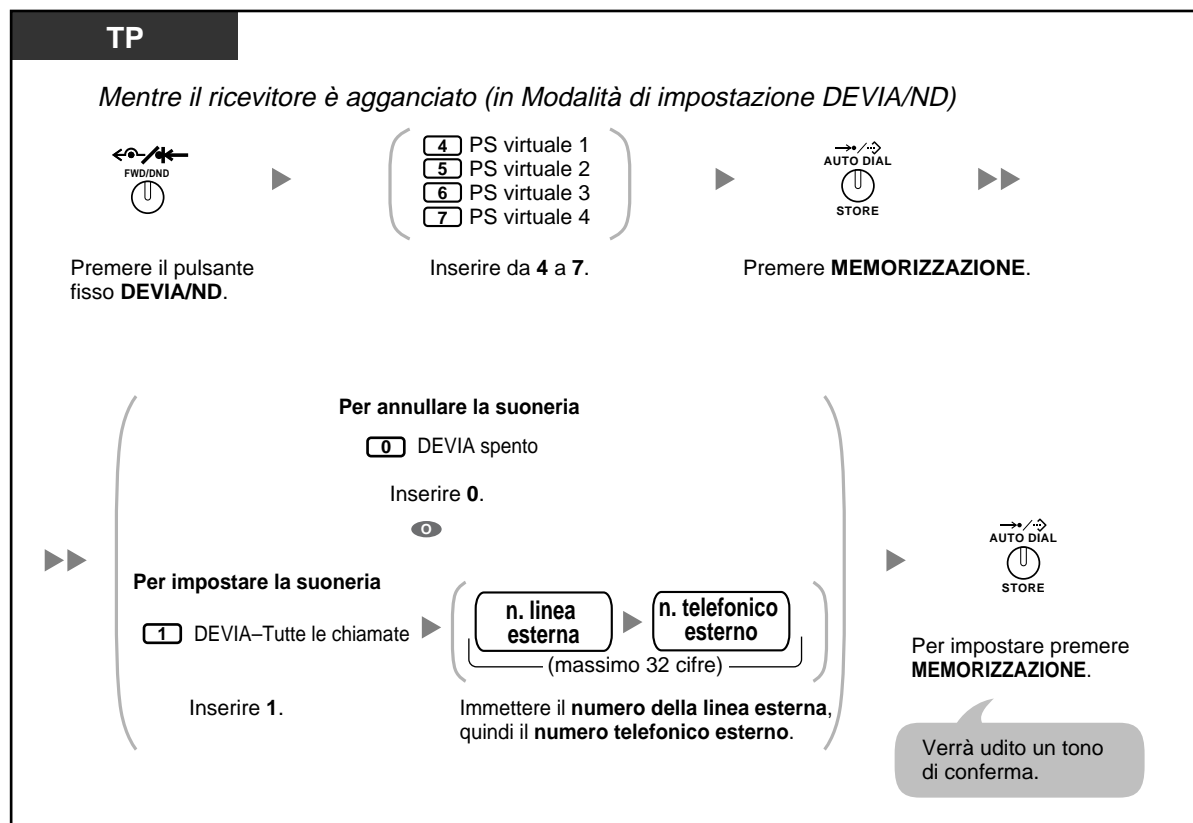 TP
Mentre il ricevitore è agganciato (in Modalità di impostazione DEVIA/ND)
FWD/DND
4 PS virtuale 1
5 PS virtuale 2
6 PS virtuale 3
7 PS virtuale 4
AUTO DIAL
STORE
Premere il pulsante
fisso DEVIA/ND.
Inserire da 4 a 7.
Premere MEMORIZZAZIONE.
Per annullare la suoneria
0 DEVIA spento
Inserire 0.
O
Per impostare la suoneria
1 DEVIA–Tutte le chiamate
Inserire 1.
n. linea
esterna
n. telefonico
esterno
(massimo 32 cifre)
Immettere il numero della linea esterna,
quindi il numero telefonico esterno.
AUTO DIAL
STORE
Per impostare premere
MEMORIZZAZIONE.
Verrà udito un tono
di conferma.